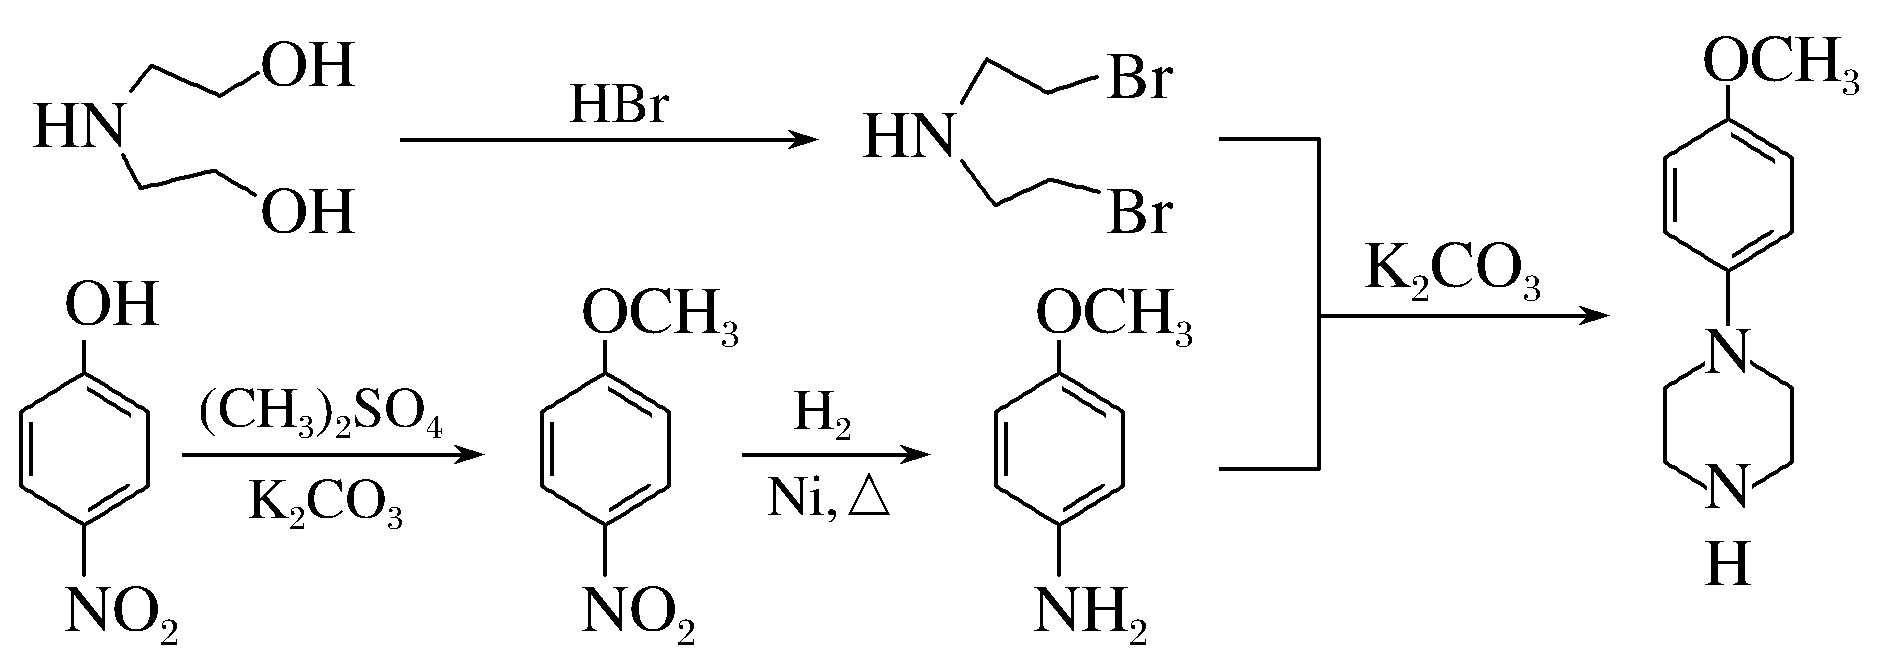 OH
HN
OH
HBr
Br
HN
Br
OCH₃
K₂CO₃
N
N
H
OH
NO₂
(CH₃)₂SO₄
K₂CO₃
OCH₃
NO₂
H₂
Ni, △
OCH₃
NH₂